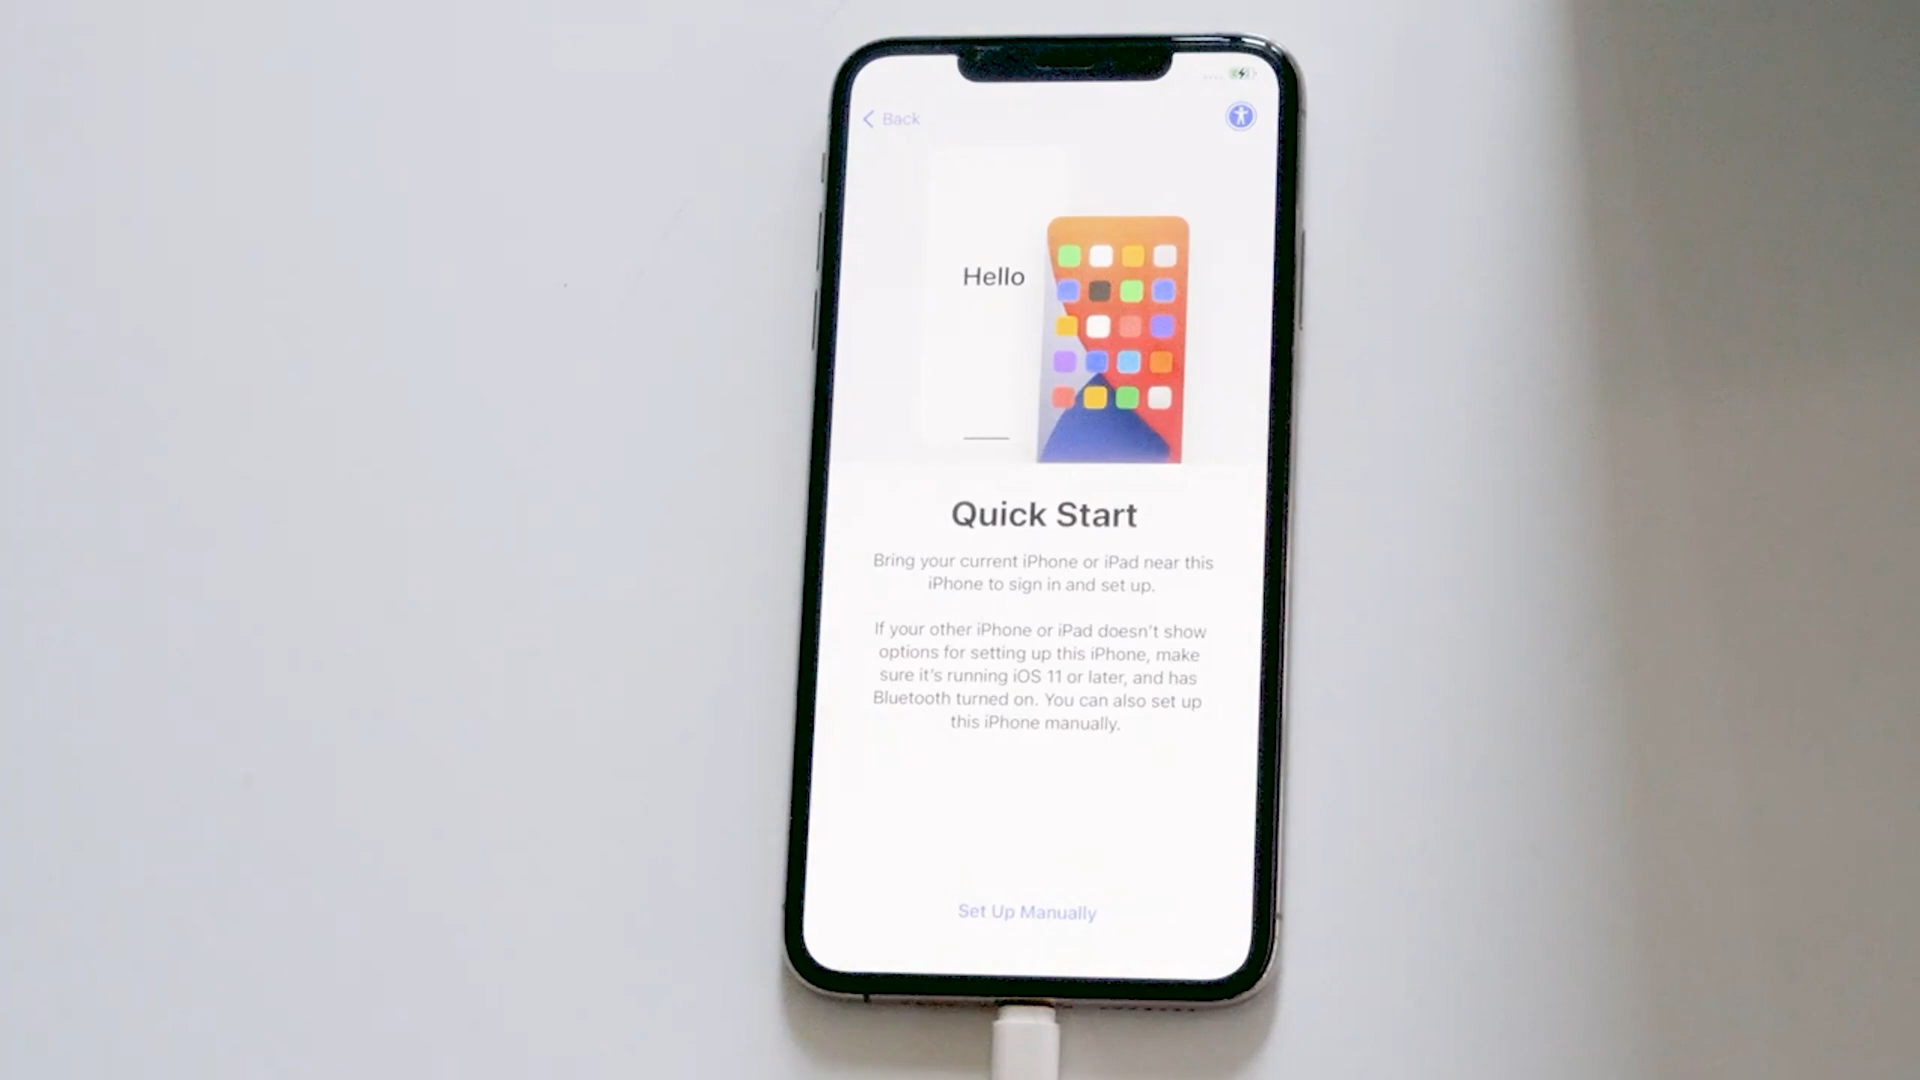 Back
Hello
Quick Start
Bring your current iPhone or iPad near this
iPhone to sign in and set up.
If your other iPhone or iPad doesn't show
options for setting up this iPhone, make
sure it's running iOS 11 or later, and has
Bluetooth turned on. You can also set up
this iPhone manually.
Set Up Manually